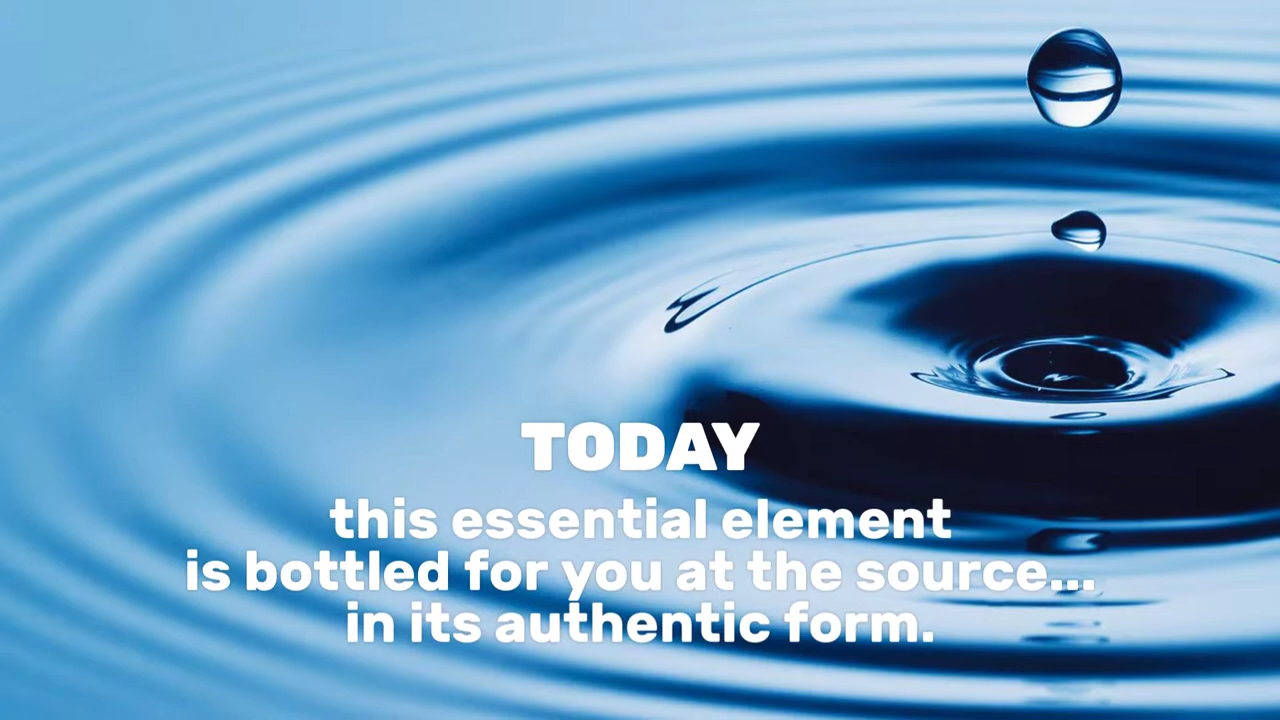 TODAY
this essential element
is bottled for you at the source...
in its authentic form.